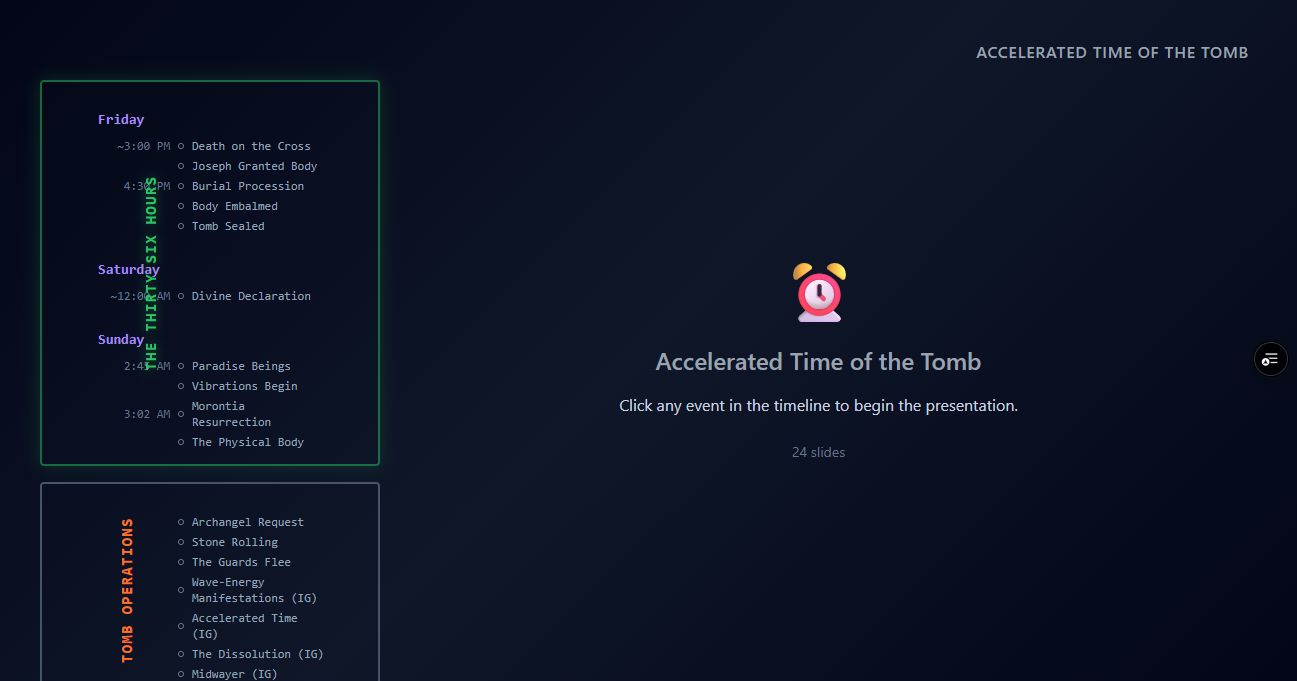 ACCELERATED TIME OF THE TOMB
Friday
~3:00 PM Death on the Cross
Joseph Granted Body
4:30 PM Burial Procession
Body Embalmed
Tomb Sealed
THE THIRTY SIX HOURS
Saturday
~12:00 AM Divine Declaration
Sunday
2:45 AM Paradise Beings
Vibrations Begin
3:02 AM Morontia
Resurrection
The Physical Body
TOMB OPERATIONS
Archangel Request
Stone Rolling
The Guards Flee
Wave-Energy
Manifestations (IG)
Accelerated Time
(IG)
The Dissolution (IG)
Midwayer (IG)
Accelerated Time of the Tomb
Click any event in the timeline to begin the presentation.
24 slides